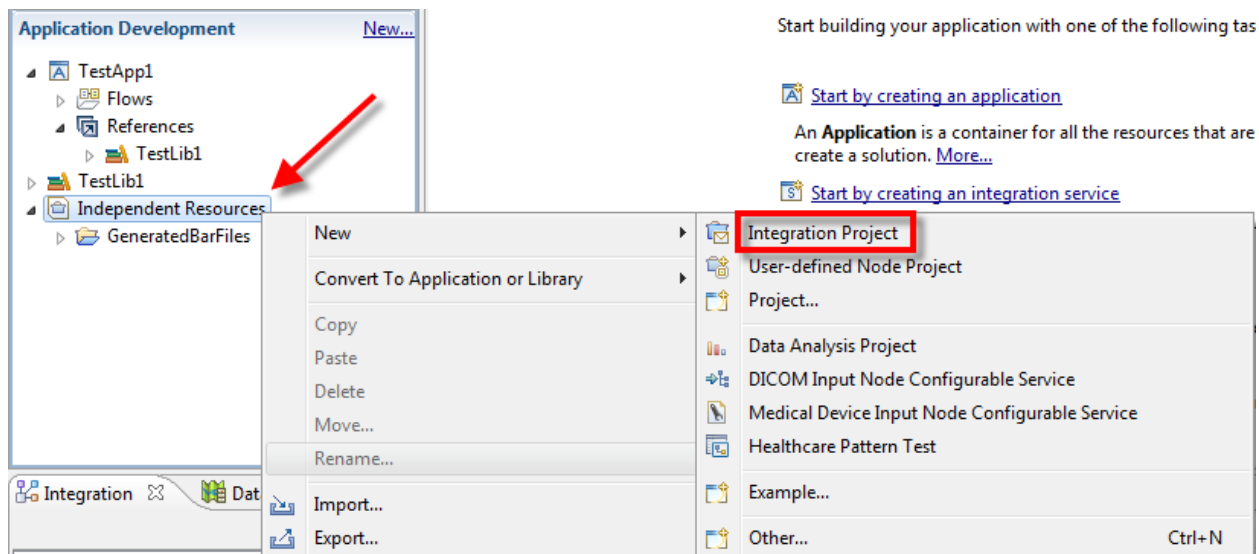 Application Development New...
TestApp1
Flows
References
TestLib1
TestLib1
Independent Resources
GeneratedBarFiles
Integration
Dat
Start building your application with one of the following tas
Start by creating an application
An Application is a container for all the resources that are
create a solution. More...
Start by creating an integration service
New
Convert To Application or Library
Copy
Paste
Delete
Move...
Rename...
Import...
Export...
Integration Project
User-defined Node Project
Project...
Data Analysis Project
DICOM Input Node Configurable Service
Medical Device Input Node Configurable Service
Healthcare Pattern Test
Example...
Other... Ctrl+N